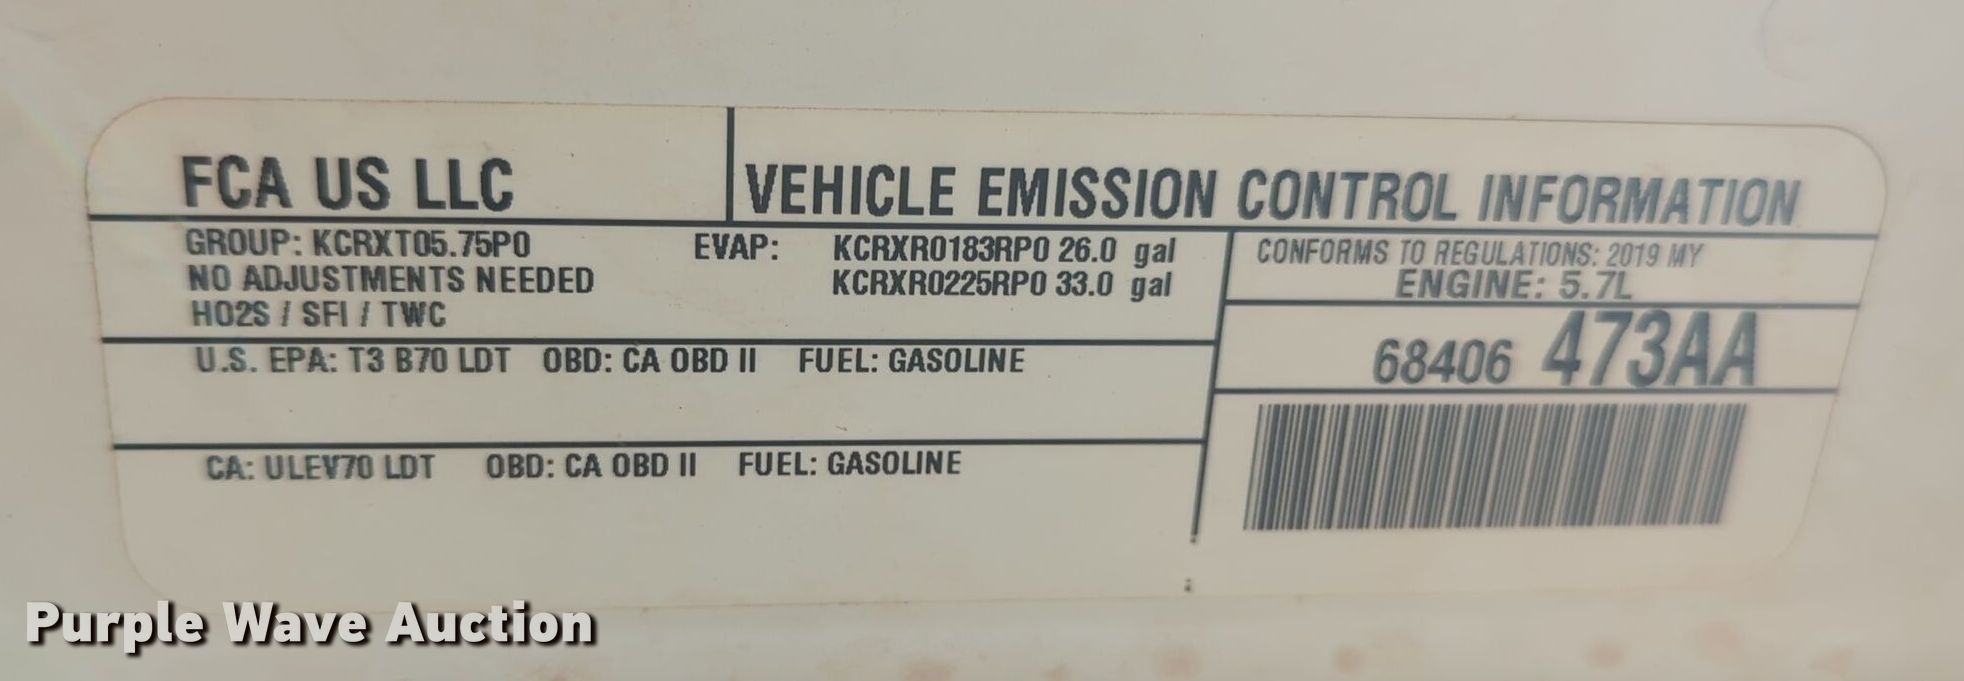 FCA US LLC
VEHICLE EMISSION CONTROL INFORMATION
GROUP: KCRXT05.75P0
NO ADJUSTMENTS NEEDED
HO2S / SFI / TWC
EVAP: KCRXR0183RP0 26.0 gal
KCRXR0225RP0 33.0 gal
CONFORMS TO REGULATIONS: 2019 MY
ENGINE: 5.7L
68406 473AA
U.S. EPA: T3 B70 LDT OBD: CA OBD II FUEL: GASOLINE
CA: ULEV70 LDT OBD: CA OBD II FUEL: GASOLINE
Purple Wave Auction